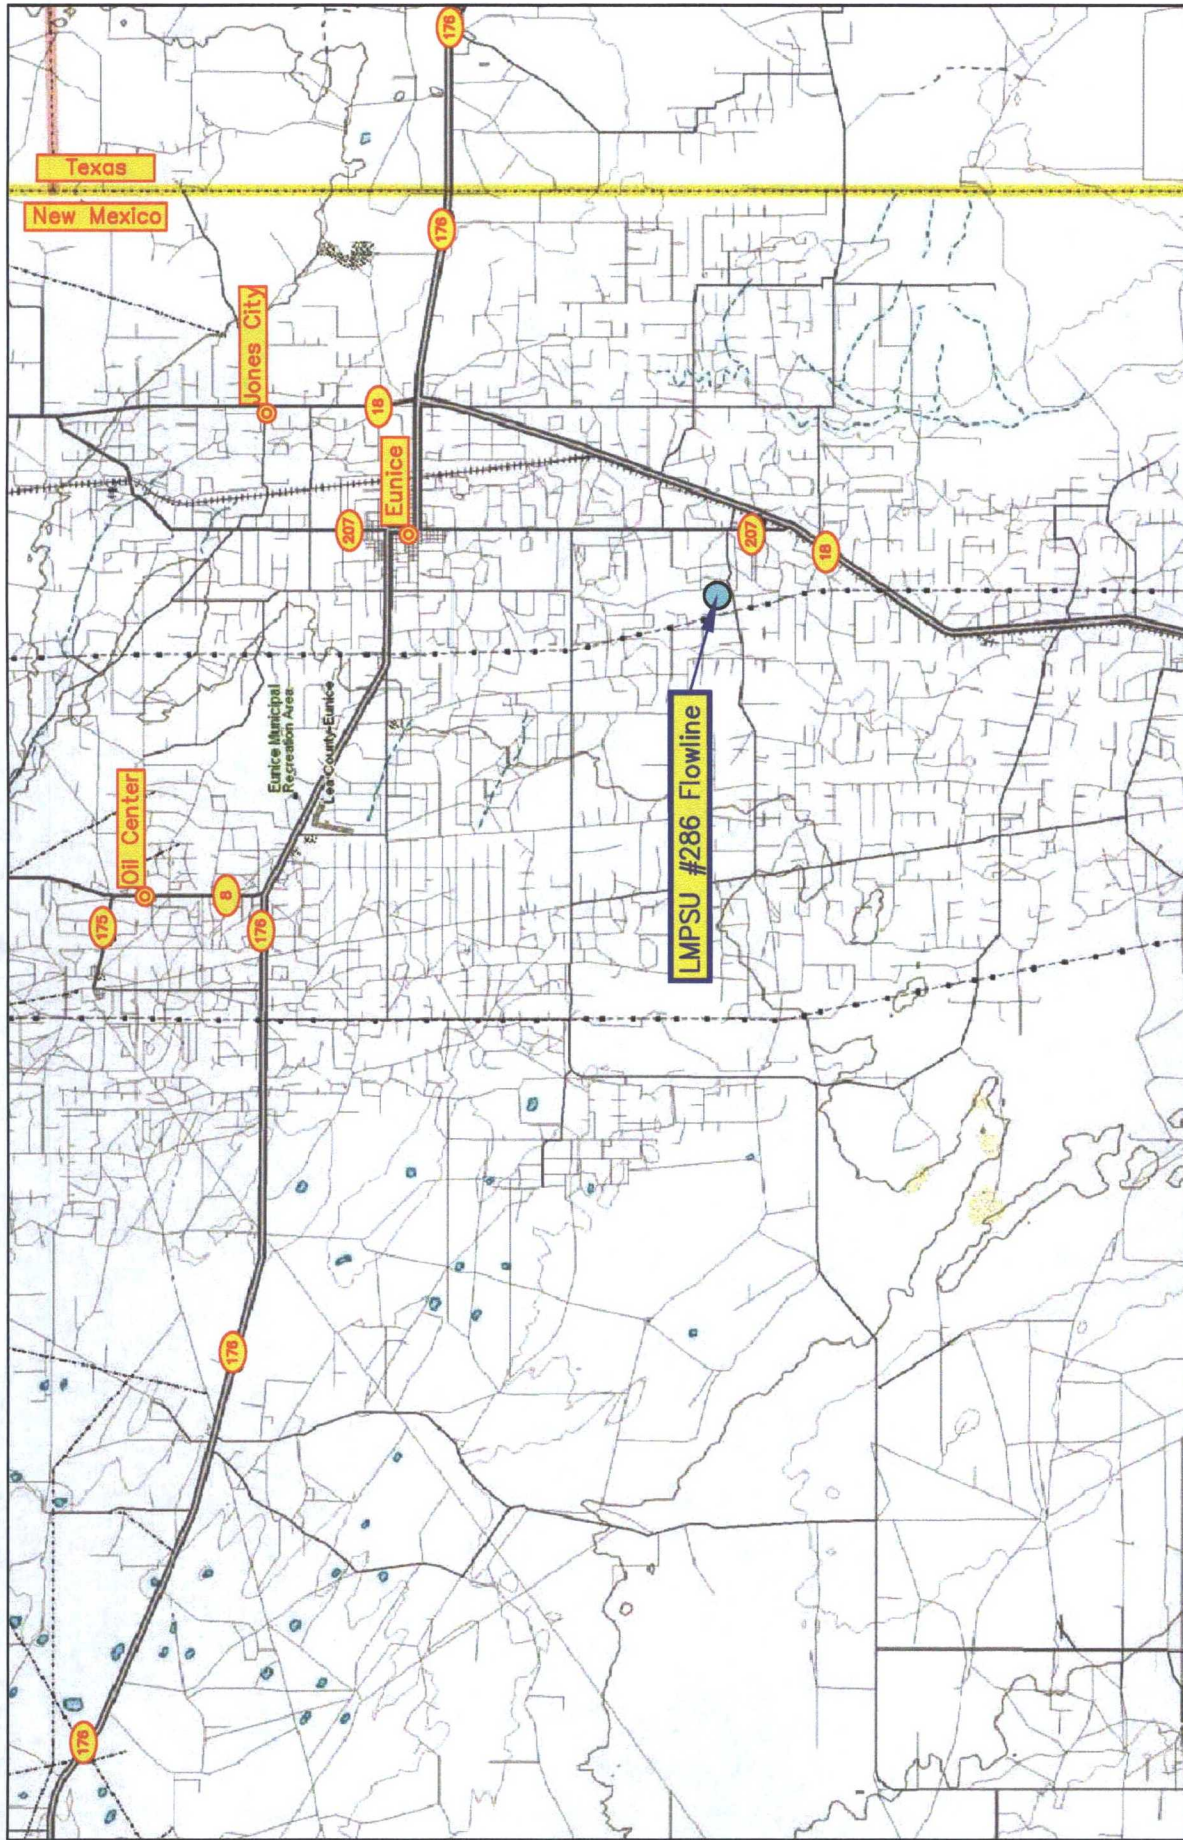 176
Texas
New Mexico
176
Jones City
18
Eunice
207
207
18
Eunice Municipal
Recreation Area
Lea County-Eunice
LMPSU #286 Flowline
Oil Center
8
175
176
176
176